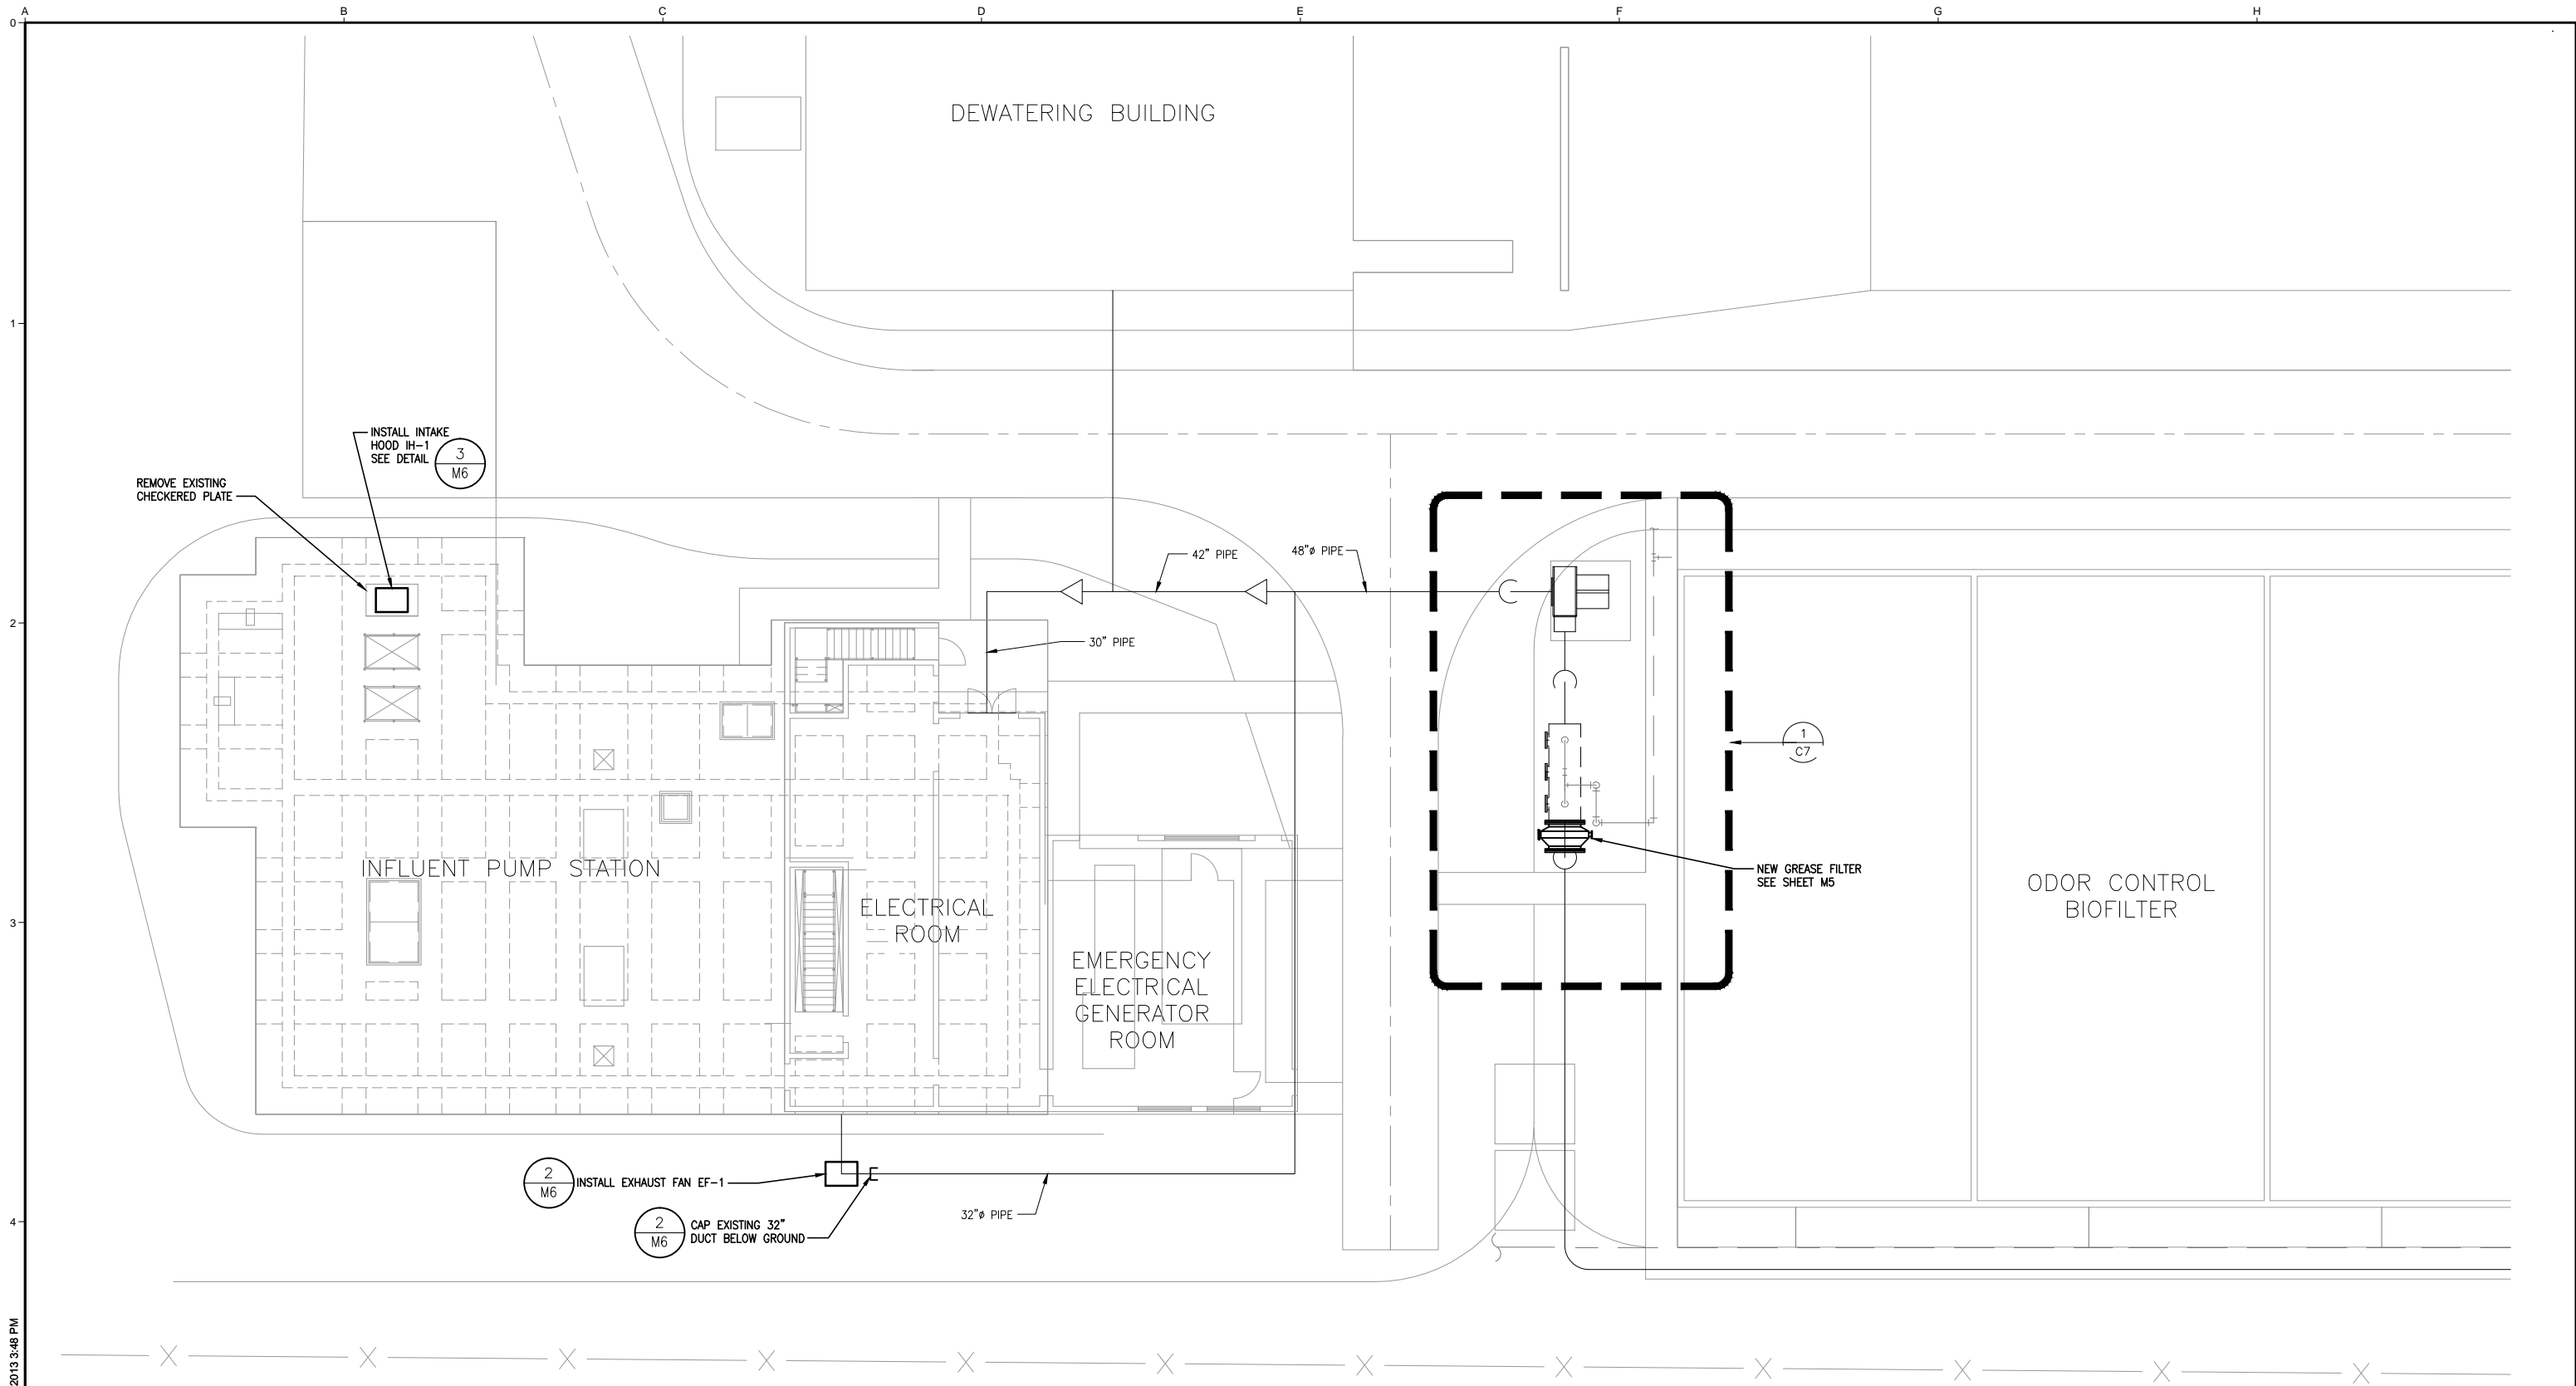 A
B
C
D
E
F
G
H
0
1
2
3
4
DEWATERING BUILDING
INSTALL INTAKE
HOOD IH-1
SEE DETAIL
3
M6
REMOVE EXISTING
CHECKERED PLATE
42" PIPE
48"ø PIPE
30" PIPE
1
C7
INFLUENT PUMP STATION
ELECTRICAL
ROOM
EMERGENCY
ELECTRICAL
GENERATOR
ROOM
NEW GREASE FILTER
SEE SHEET M5
ODOR CONTROL
BIOFILTER
2
M6
INSTALL EXHAUST FAN EF-1
2
M6
CAP EXISTING 32"
DUCT BELOW GROUND
32"ø PIPE
2013 3:48 PM